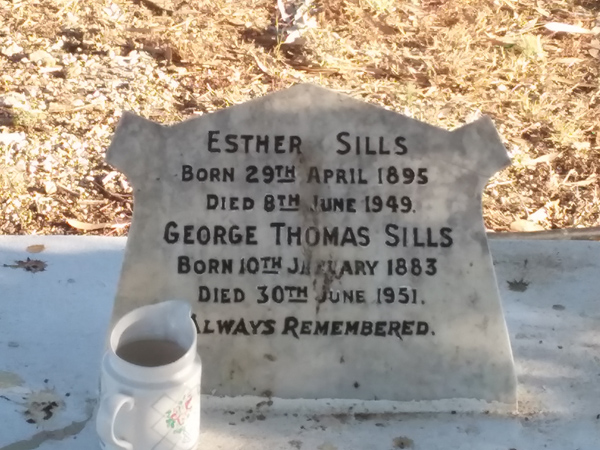 ESTHER SILLS
BORN 29TH APRIL 1895
DIED 8TH JUNE 1949.
GEORGE THOMAS SILLS
BORN 10TH JANUARY 1883
DIED 30TH JUNE 1951.
ALWAYS REMEMBERED.